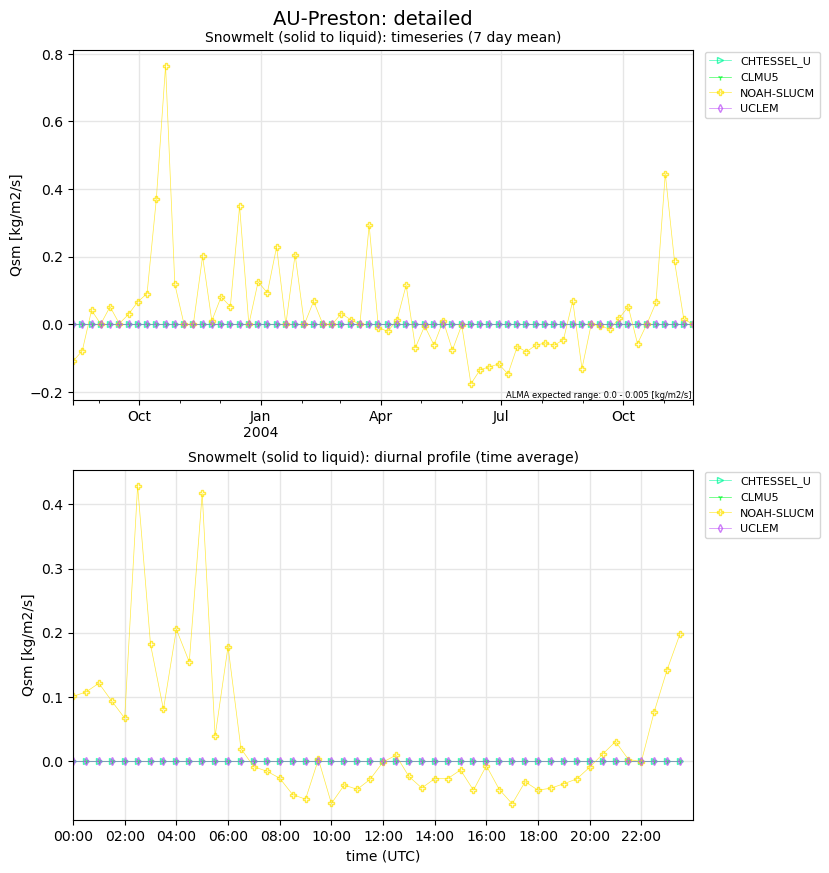 AU-Preston: detailed
Snowmelt (solid to liquid): timeseries (7 day mean)
0.8
0.6
0.4
0.2
0.0
−0.2
Qsm [kg/m2/s]
ALMA expected range: 0.0 - 0.005 [kg/m2/s]
Oct
Jan
2004
Apr
Jul
Oct
CHTESSEL_U
CLMU5
NOAH-SLUCM
UCLEM
Snowmelt (solid to liquid): diurnal profile (time average)
0.4
0.3
0.2
0.1
0.0
Qsm [kg/m2/s]
00:00
02:00
04:00
06:00
08:00
10:00
12:00
14:00
16:00
18:00
20:00
22:00
time (UTC)
CHTESSEL_U
CLMU5
NOAH-SLUCM
UCLEM